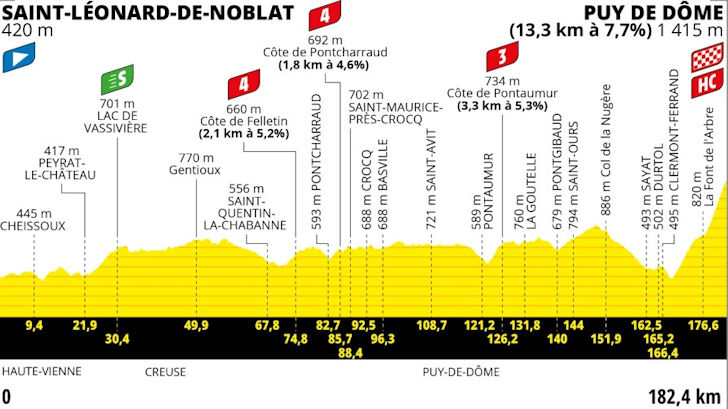 SAINT-LÉONARD-DE-NOBLAT
420 m
PUY DE DÔME
(13,3 km à 7,7%) 1 415 m
HC
445 m
CHEISSOUX
417 m
PEYRAT-
LE-CHÂTEAU
S
701 m
LAC DE
VASSIVIÈRE
770 m
Gentioux
556 m
SAINT-
QUENTIN-
LA-CHABANNE
4
660 m
Côte de Felletin
(2,1 km à 5,2%)
593 m PONTCHARRAUD
4
692 m
Côte de Pontcharraud
(1,8 km à 4,6%)
702 m
SAINT-MAURICE-
PRÈS-CROCQ
688 m CROCQ
688 m BASVILLE
721 m SAINT-AVIT
589 m
PONTAUMUR
3
734 m
Côte de Pontaumur
(3,3 km à 5,3%)
760 m
LA GOUTELLE
679 m PONTGIBAUD
794 m SAINT-OURS
886 m Col de la Nugère
493 m SAYAT
502 m DURTOL
495 m CLERMONT-FERRAND
820 m
La Font de l'Arbre
9,4 21,9 49,9 67,8 82,7 92,5 108,7 121,2 131,8 144 162,5 176,6
30,4 74,8 85,7 96,3 126,2 140 151,9 165,2
88,4 166,4
HAUTE-VIENNE CREUSE PUY-DE-DÔME
0 182,4 km